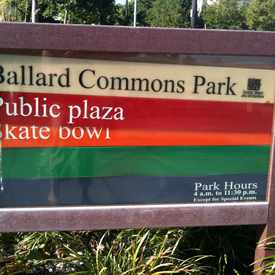 Ballard Commons Park
Public plaza
Skate bowl
Park Hours
4 a.m. to 11:30 p.m.
Except for Special Events